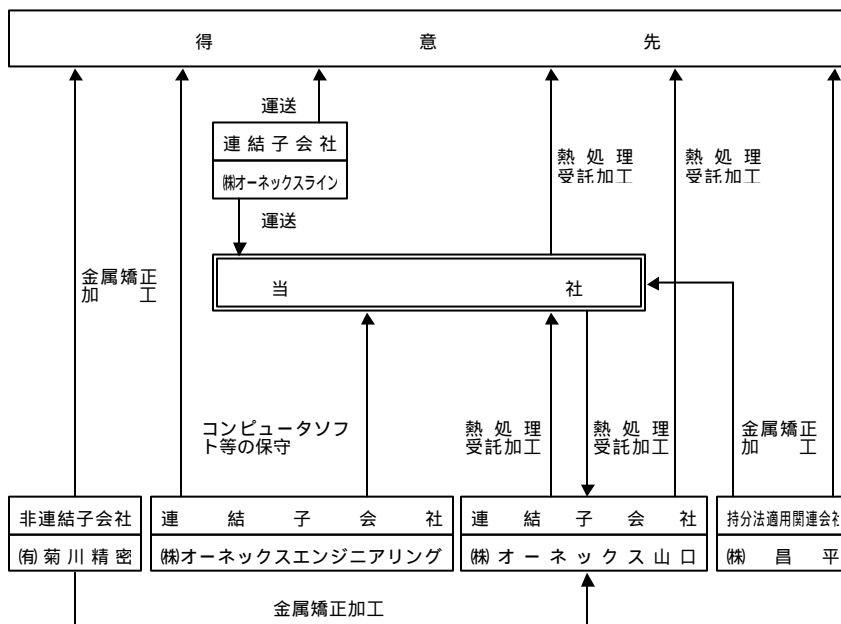 得意先
運送
連結子会社
㈱オーネックスライン
運送
熱処理
受託加工
熱処理
受託加工
金属矯正
加工
当社
コンピュータソフ
ト等の保守
熱処理
受託加工
熱処理
受託加工
金属矯正
加工
非連結子会社
㈲菊川精密
連結子会社
㈱オーネックスエンジニアリング
連結子会社
㈱オーネックス山口
持分法適用関連会社
㈱昌平
金属矯正加工